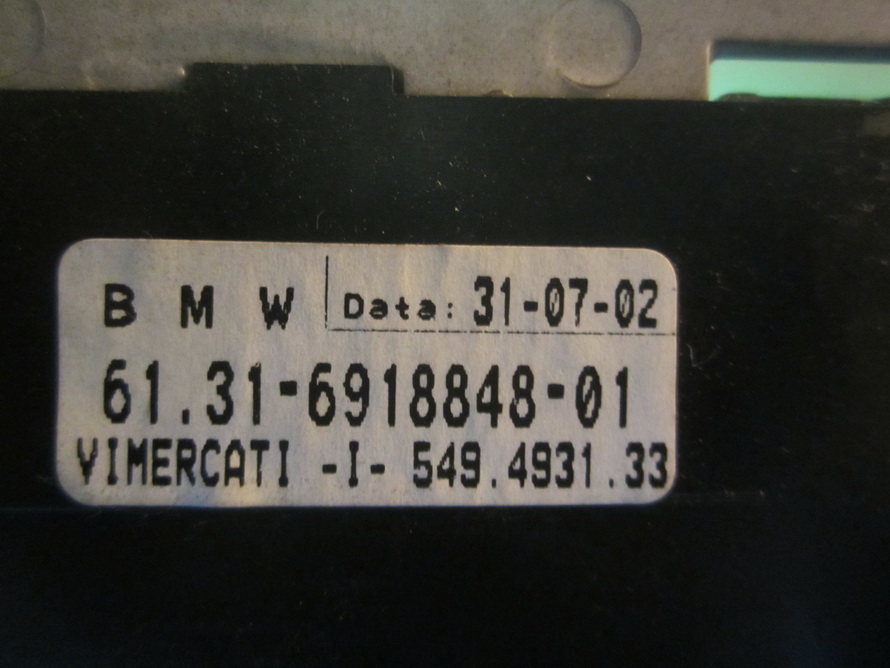 B M W Data: 31-07-02
61.31-6918848-01
VIMERCATI -I- 549.4931.33